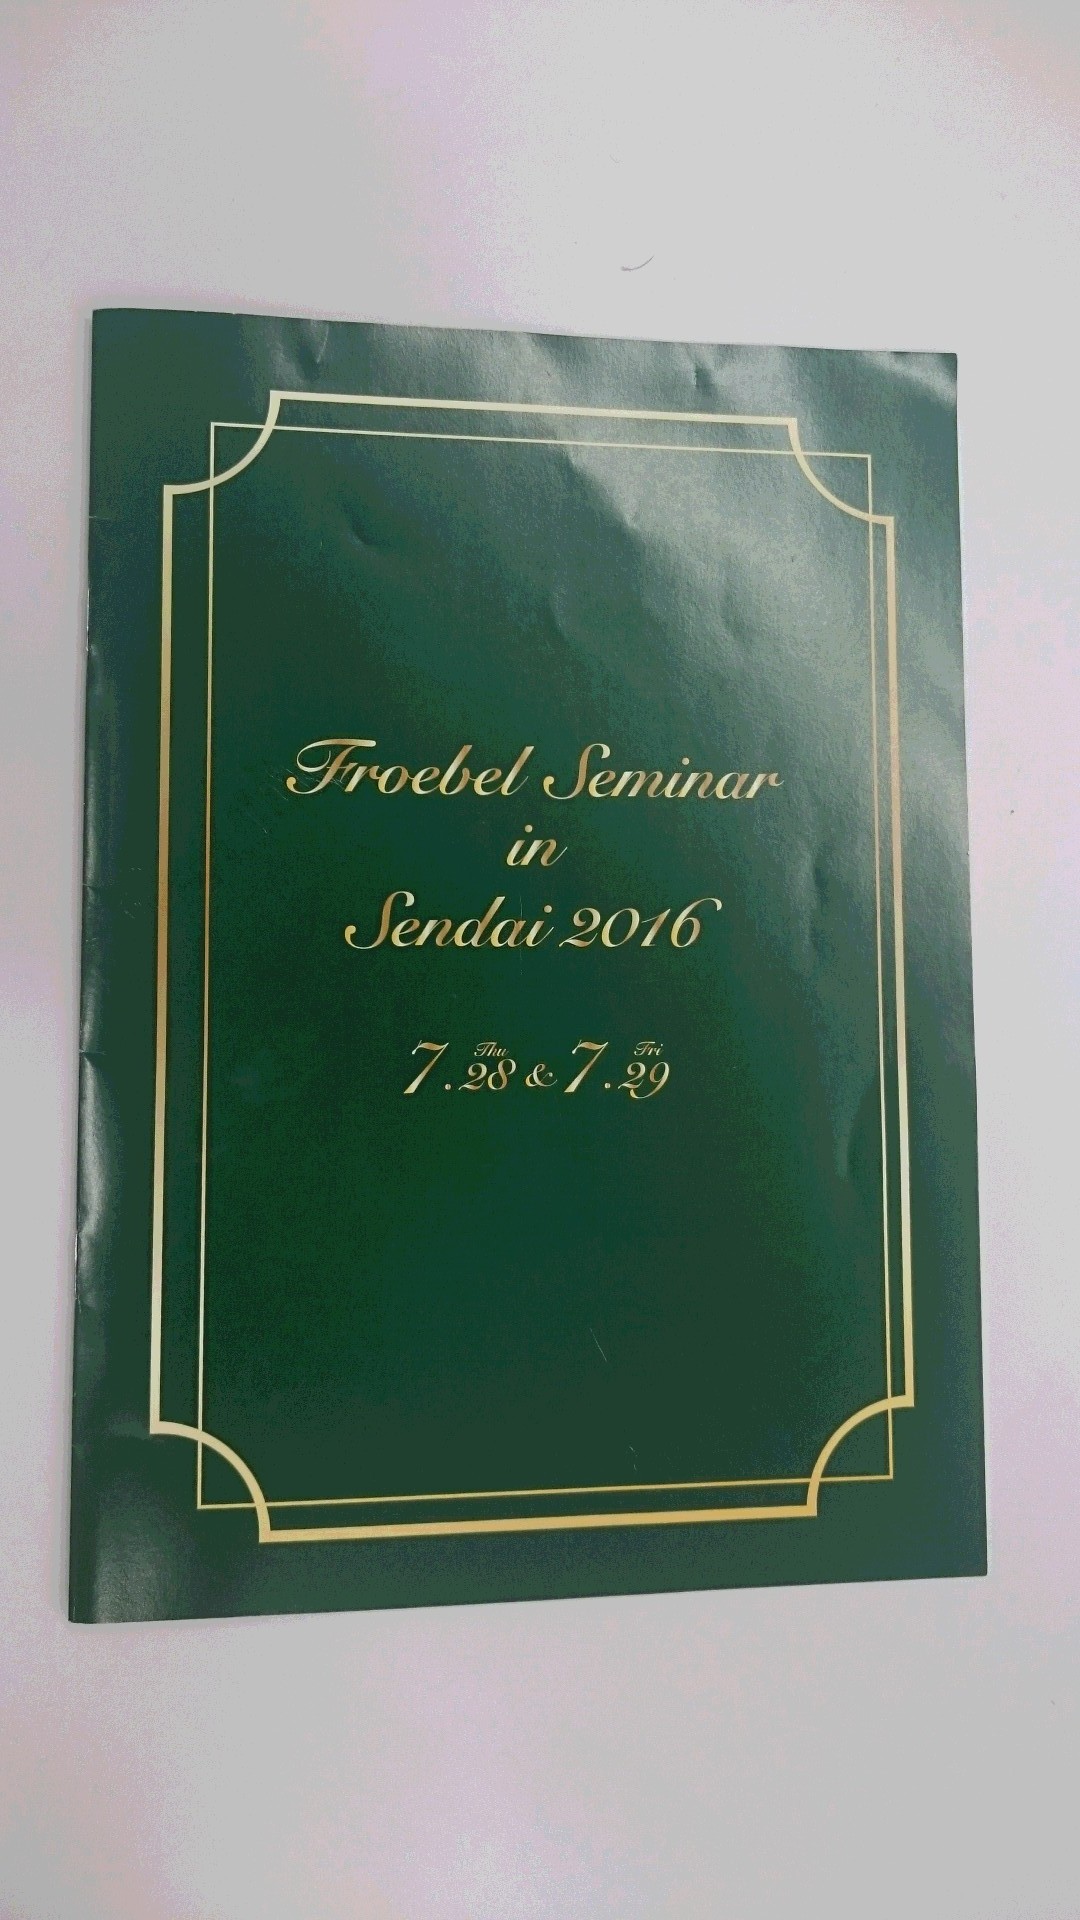 Froebel Seminar
in
Sendai 2016
Thu Fri
7.28 & 7.29